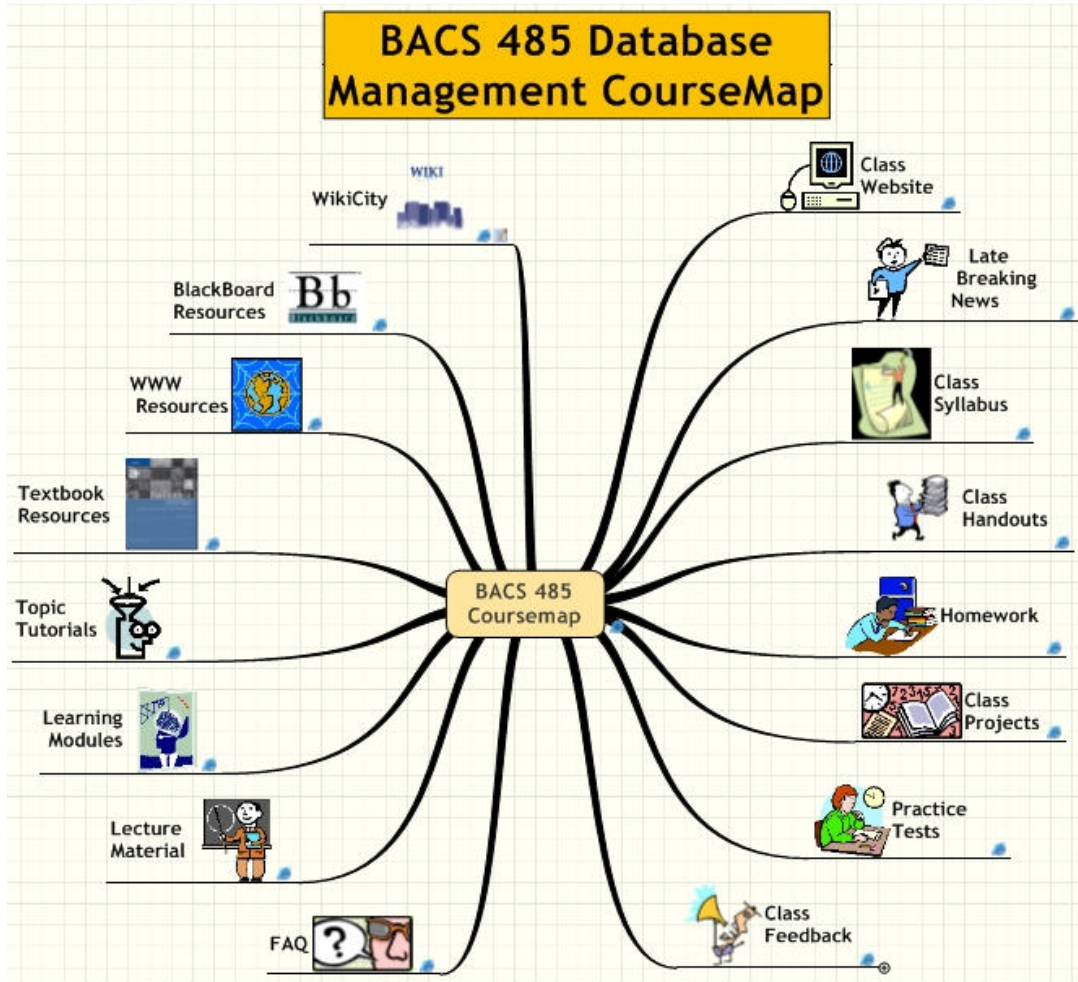 BACS 485 Database
Management CourseMap
WIKI
WikiCity
Class
Website
BlackBoard
Resources
Bb
Blackboard
Late
Breaking
News
WWW
Resources
Class
Syllabus
Textbook
Resources
Class
Handouts
BACS 485
Coursemap
Topic
Tutorials
Homework
Learning
Modules
Class
Projects
Lecture
Material
Practice
Tests
FAQ
?
Class
Feedback